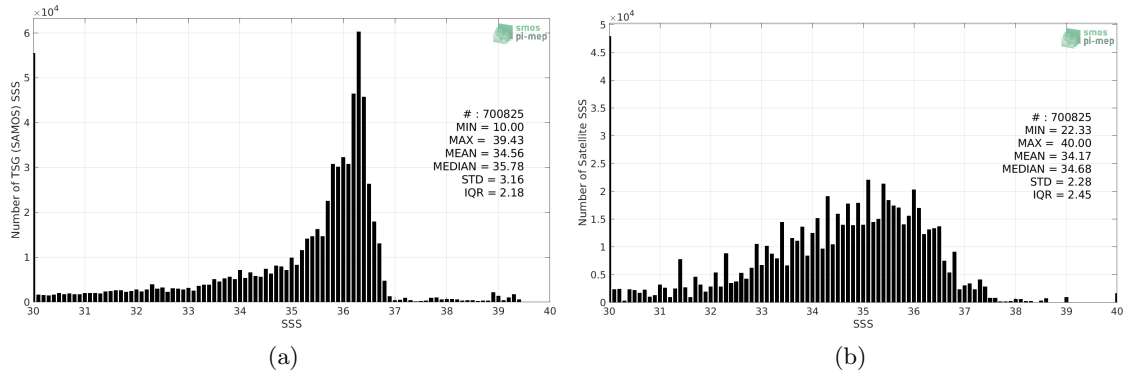 ×10⁴
6
5
4
3
2
1
0
Number of TSG (SAMOS) SSS
smos
pi-mep
# : 700825
MIN = 10.00
MAX = 39.43
MEAN = 34.56
MEDIAN = 35.78
STD = 3.16
IQR = 2.18
30 31 32 33 34 35 36 37 38 39 40
SSS
(a)
×10⁴
5
4.5
4
3.5
3
2.5
2
1.5
1
0.5
0
Number of Satellite SSS
smos
pi-mep
# : 700825
MIN = 22.33
MAX = 40.00
MEAN = 34.17
MEDIAN = 34.68
STD = 2.28
IQR = 2.45
30 31 32 33 34 35 36 37 38 39 40
SSS
(b)